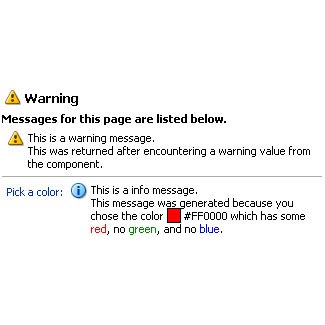 Warning
Messages for this page are listed below.
This is a warning message.
This was returned after encountering a warning value from
the component.
Pick a color: This is a info message.
This message was generated because you
chose the color #FF0000 which has some
red, no green, and no blue.